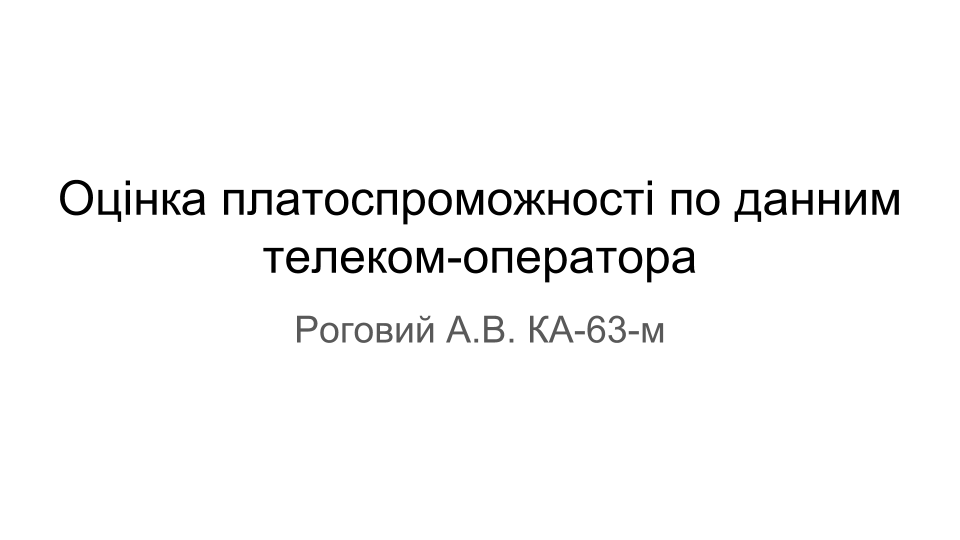 Оцінка платоспроможності по данним
телеком-оператора
Роговий А.В. КА-63-м